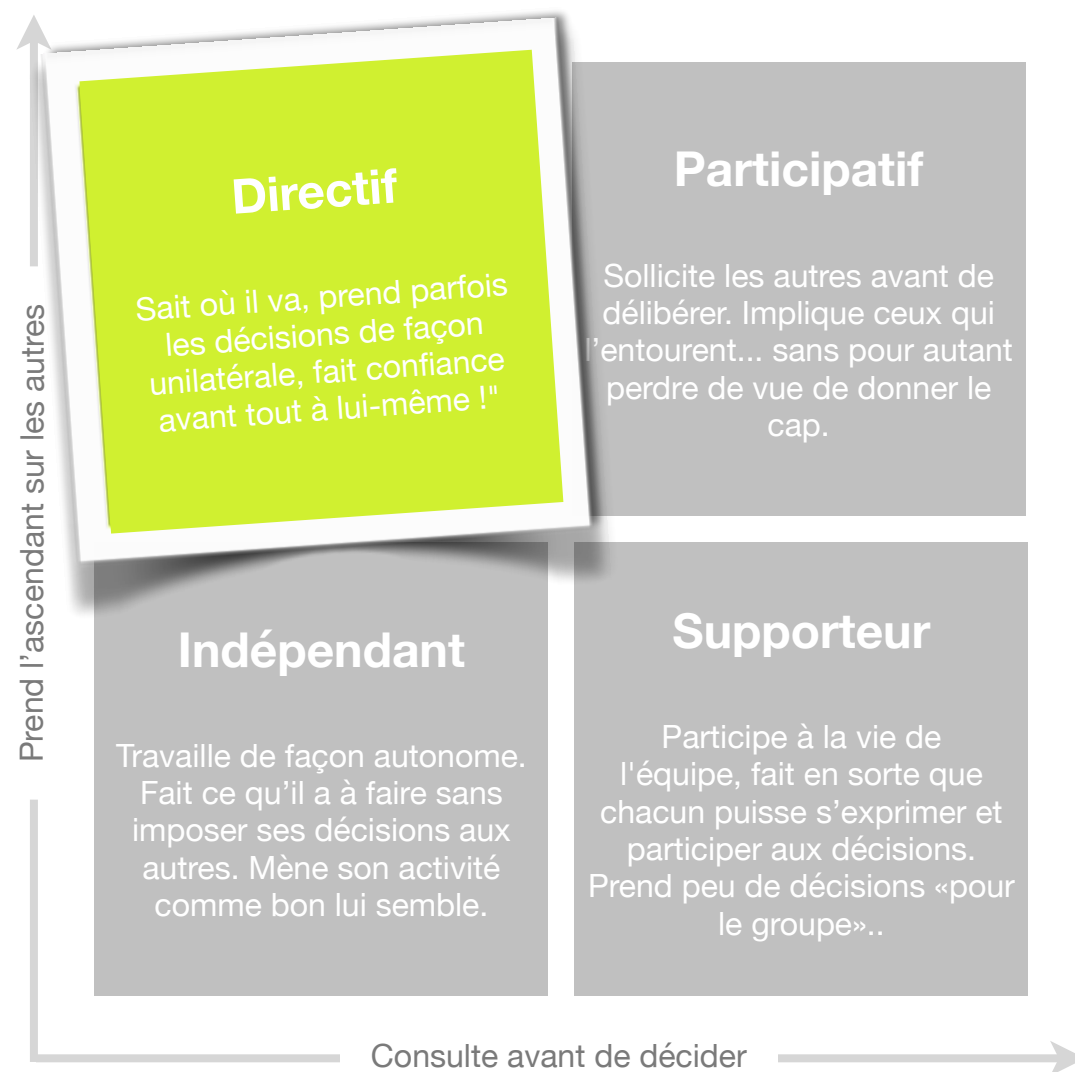 Prend l’ascendant sur les autres
Directif
Sait où il va, prend parfois
les décisions de façon
unilatérale, fait confiance
avant tout à lui-même !"
Participatif
Sollicite les autres avant de
délibérer. Implique ceux qui
l’entourent... sans pour autant
perdre de vue de donner le
cap.
Indépendant
Travaille de façon autonome.
Fait ce qu’il a à faire sans
imposer ses décisions aux
autres. Mène son activité
comme bon lui semble.
Supporteur
Participe à la vie de
l'équipe, fait en sorte que
chacun puisse s’exprimer et
participer aux décisions.
Prend peu de décisions «pour
le groupe»..
Consulte avant de décider